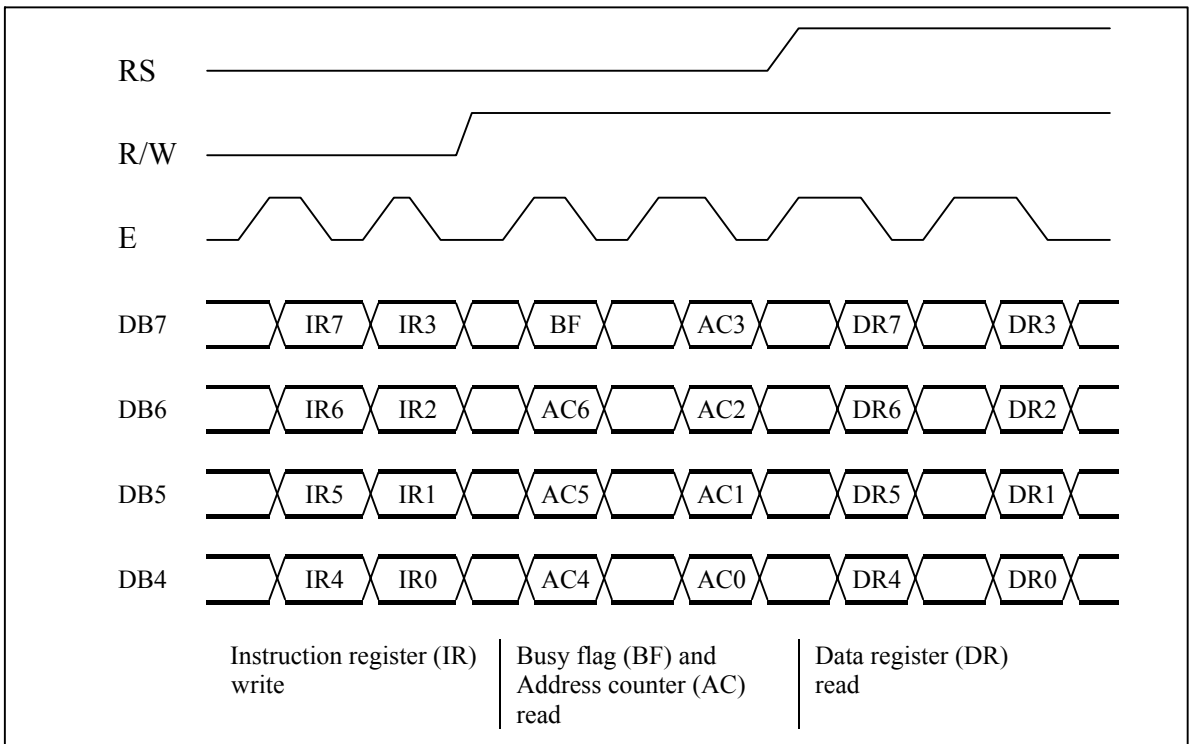 RS
R/W
E
DB7 IR7 IR3 BF AC3 DR7 DR3
DB6 IR6 IR2 AC6 AC2 DR6 DR2
DB5 IR5 IR1 AC5 AC1 DR5 DR1
DB4 IR4 IR0 AC4 AC0 DR4 DR0
Instruction register (IR)
write
Busy flag (BF) and
Address counter (AC)
read
Data register (DR)
read